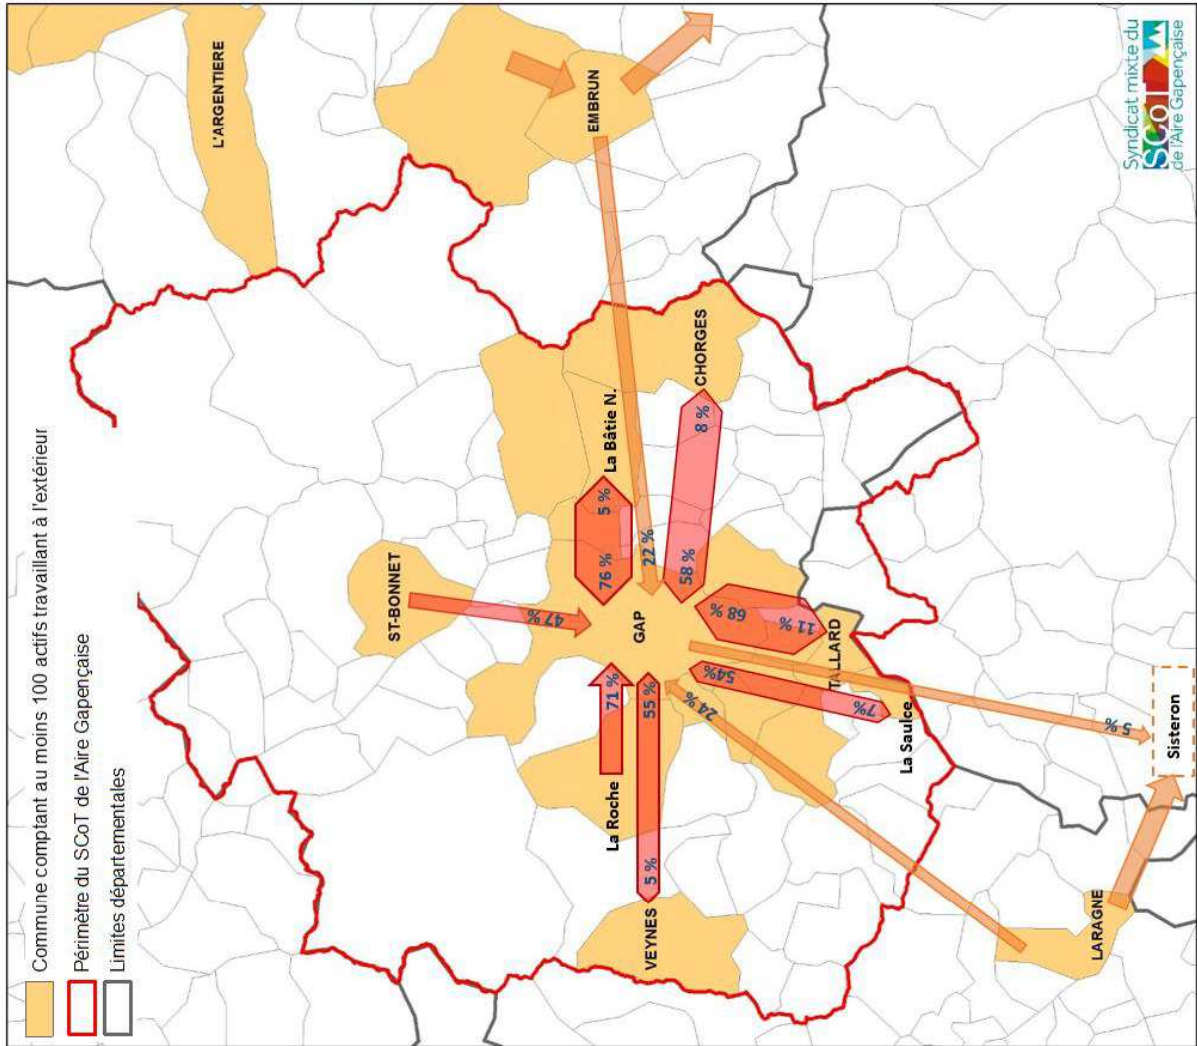 Commune comptant au moins 100 actifs travaillant à l'extérieur
Périmètre du SCoT de l'Aire Gapençaise
Limites départementales
L'ARGENTIERE
ST-BONNET
EMBRUN
47 %
La Roche
71 %
76 %
5 %
La Bâtie N.
VEYNES
5 %
55 %
GAP
22 %
58 %
8 %
CHORGES
24 %
54%
68 %
7%
11 %
La Saulce
TALLARD
5 %
LARAGNE
Sisteron
Syndicat mixte du
SCoT
de l'Aire Gapençaise